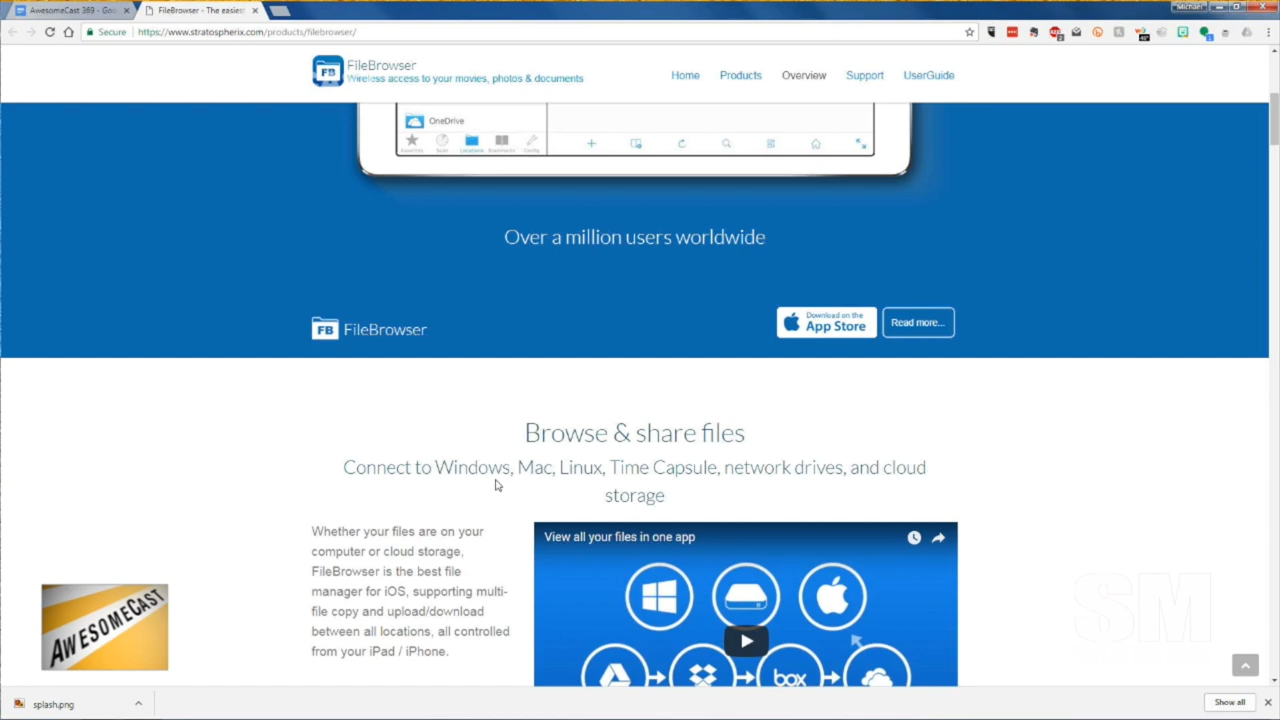 AwesomeCast 369 - Goo
FileBrowser - The easiest
Michael
Secure
https://www.stratospherix.com/products/filebrowser/
FB
FileBrowser
Wireless access to your movies, photos & documents
Home
Products
Overview
Support
UserGuide
OneDrive
Over a million users worldwide
FB FileBrowser
Download on the
App Store
Read more...
Browse & share files
Connect to Windows, Mac, Linux, Time Capsule, network drives, and cloud
storage
Whether your files are on your
computer or cloud storage,
FileBrowser is the best file
manager for iOS, supporting multi-
file copy and upload/download
between all locations, all controlled
from your iPad / iPhone.
View all your files in one app
box
AWESOMECAST
SM
splash.png
Show all